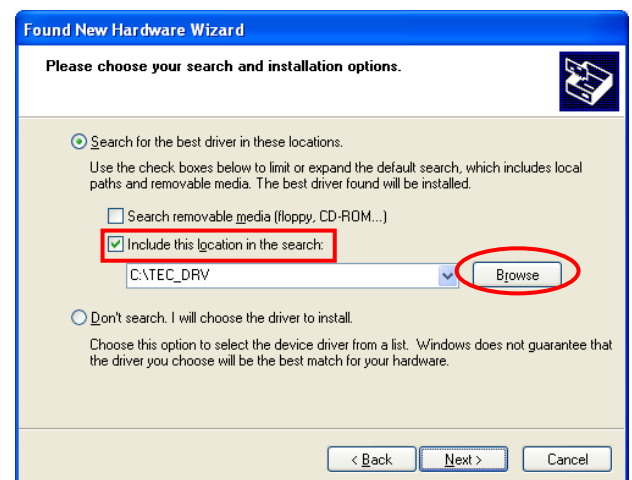 Found New Hardware Wizard
Please choose your search and installation options.
Search for the best driver in these locations.
Use the check boxes below to limit or expand the default search, which includes local
paths and removable media. The best driver found will be installed.
Search removable media (floppy, CD-ROM...)
Include this location in the search:
C:\TEC_DRV
Browse
Don't search. I will choose the driver to install.
Choose this option to select the device driver from a list. Windows does not guarantee that
the driver you choose will be the best match for your hardware.
< Back
Next >
Cancel